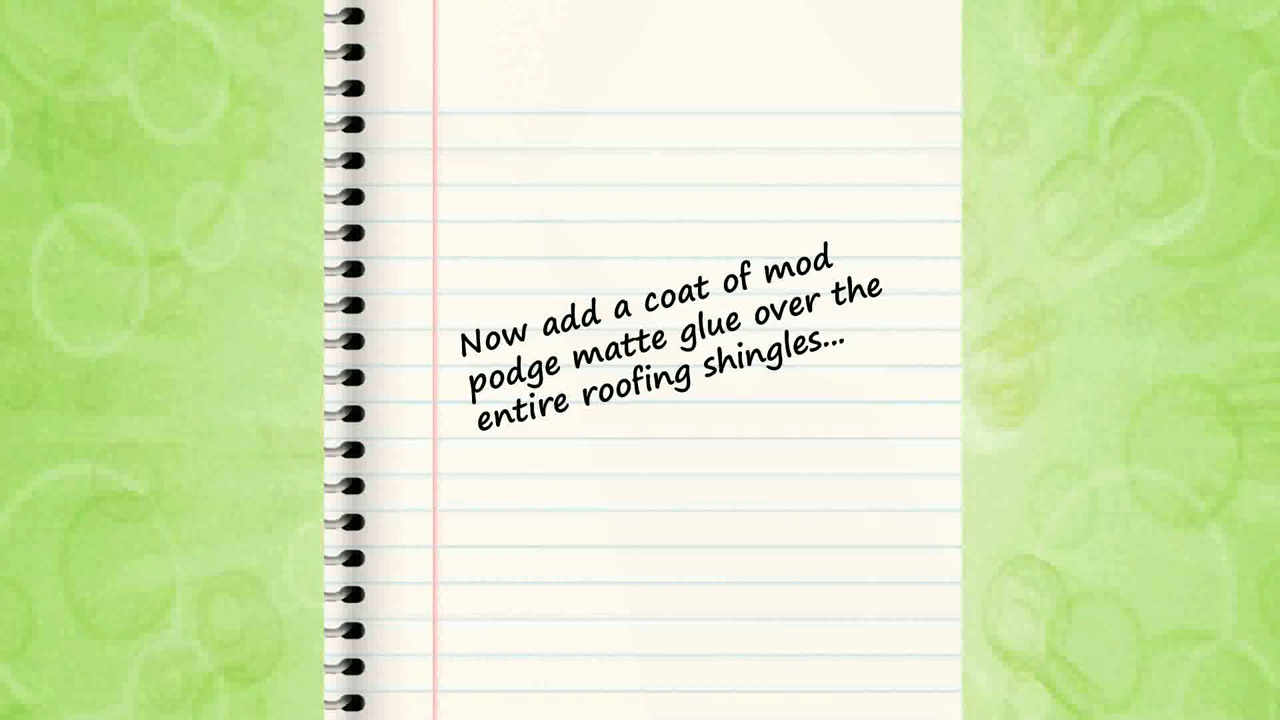 Now add a coat of mod
podge matte glue over the
entire roofing shingles...